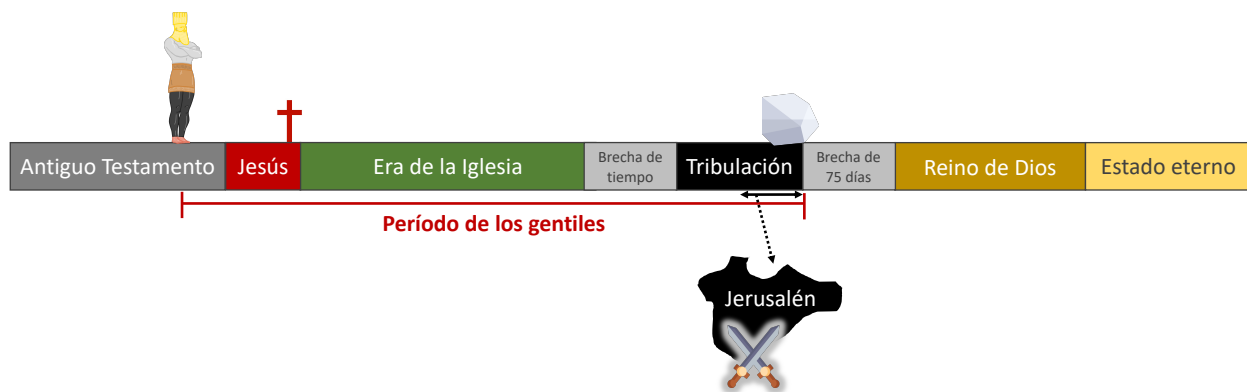 Antiguo Testamento
Jesús
Era de la Iglesia
Brecha de
tiempo
Tribulación
Brecha de
75 días
Reino de Dios
Estado eterno
Período de los gentiles
Jerusalén